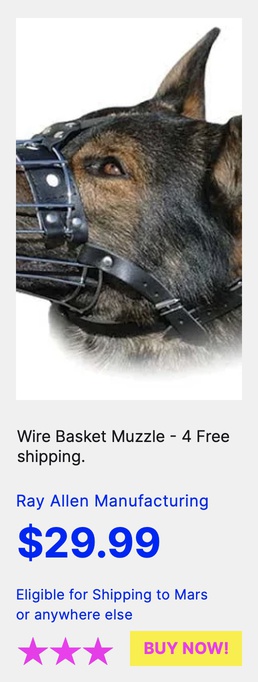 Wire Basket Muzzle - 4 Free
shipping.
Ray Allen Manufacturing
$29.99
Eligible for Shipping to Mars
or anywhere else
BUY NOW!